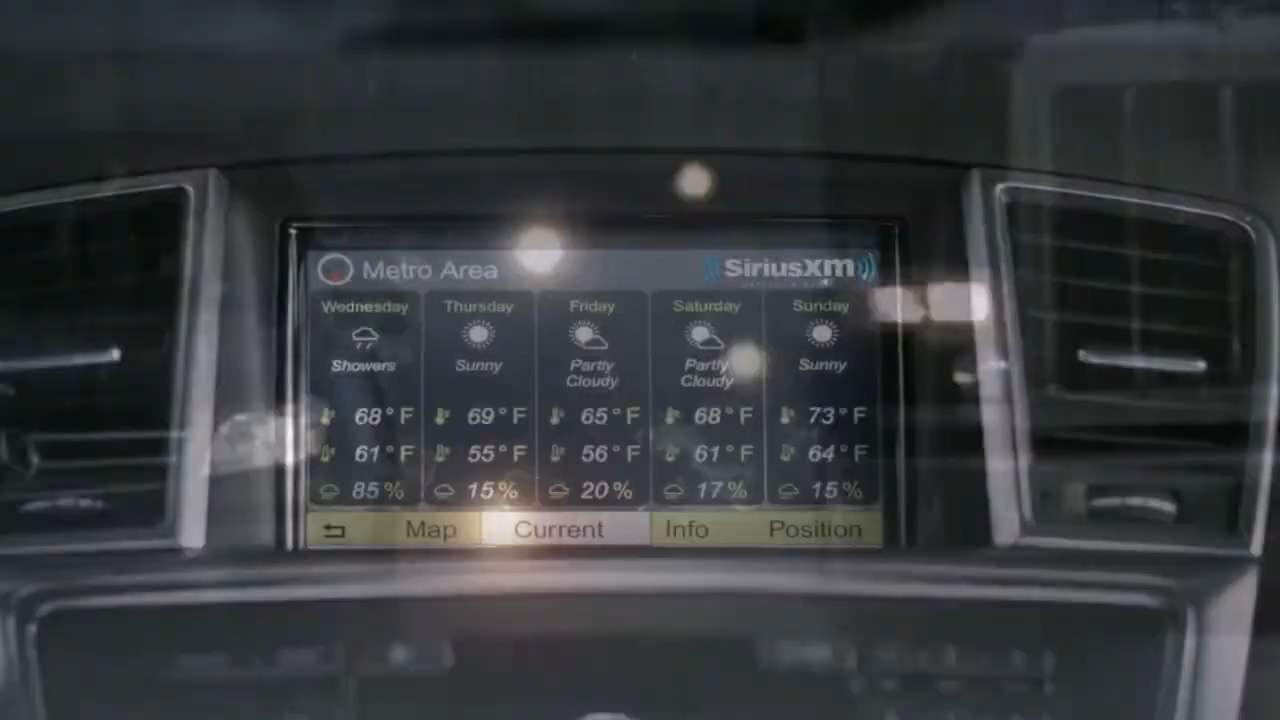 Metro Area
SiriusXM
Wednesday Thursday Friday Saturday Sunday
Showers Sunny Partly Cloudy Partly Cloudy Sunny
68° F 69° F 65° F 68° F 73° F
61° F 55° F 56° F 61° F 64° F
85% 15% 20% 17% 15%
Map Current Info Position